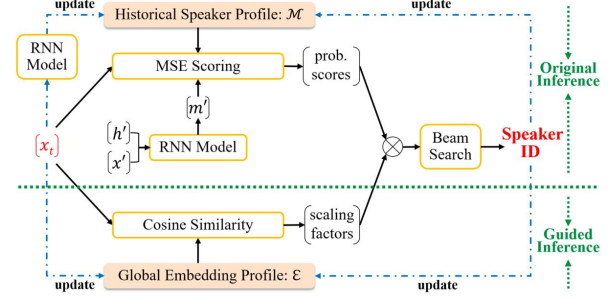 update
Historical Speaker Profile: ℳ
update
RNN
Model
MSE Scoring
prob.
scores
Original
Inference
[m′]
[h′]
[x′]
RNN Model
[xₜ]
⊗
Beam
Search
Speaker
ID
Cosine Similarity
scaling
factors
Guided
Inference
update
Global Embedding Profile: ℇ
update